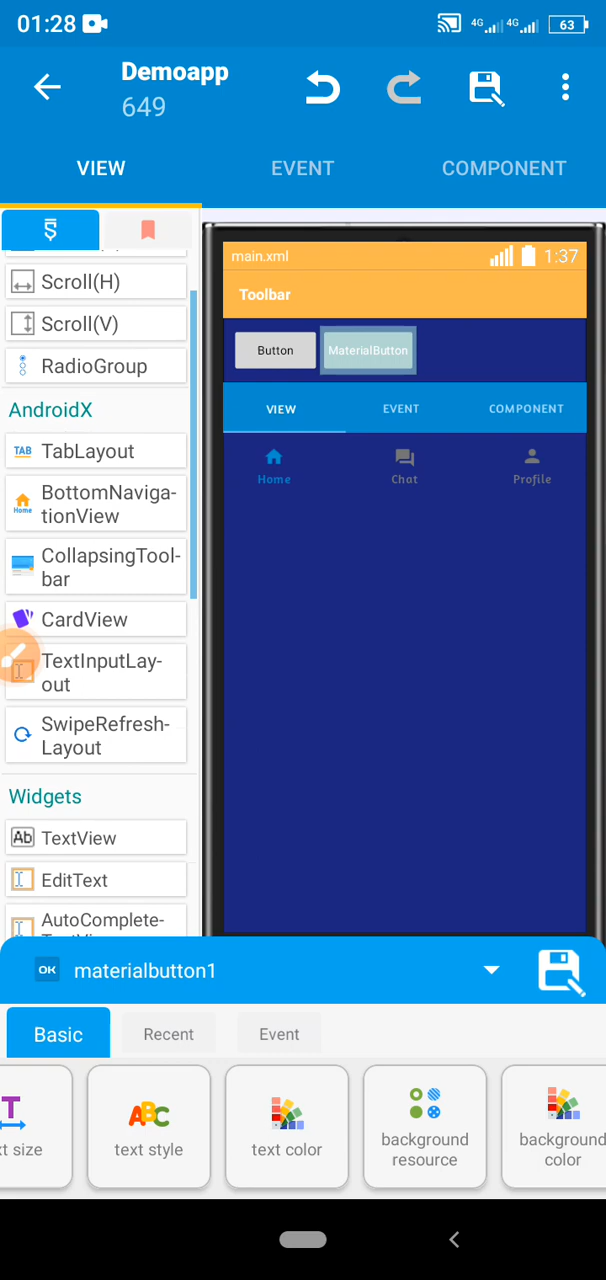 01:28
4G 4G 63
Demoapp
649
VIEW EVENT COMPONENT
main.xml 1:37
Scroll(H)
Toolbar
Scroll(V)
Button MaterialButton
RadioGroup
AndroidX
VIEW EVENT COMPONENT
TAB TabLayout
Home Chat Profile
Home
BottomNaviga-
tionView
CollapsingTool-
bar
CardView
TextInputLay-
out
SwipeRefresh-
Layout
Widgets
Ab TextView
EditText
AutoComplete-
OK materialbutton1
Basic Recent Event
T
xt size
ABC
text style
text color
background
resource
background
color